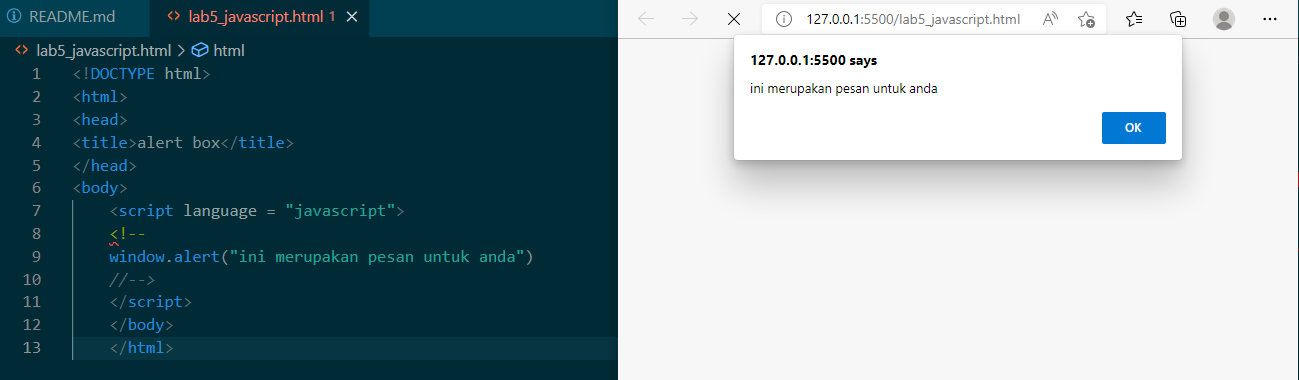 README.md
lab5_javascript.html 1
lab5_javascript.html > html
1 <!DOCTYPE html>
2 <html>
3 <head>
4 <title>alert box</title>
5 </head>
6 <body>
7 <script language = "javascript">
8 <!--
9 window.alert("ini merupakan pesan untuk anda")
10 //-->
11 </script>
12 </body>
13 </html>
127.0.0.1:5500/lab5_javascript.html
127.0.0.1:5500 says
ini merupakan pesan untuk anda
OK